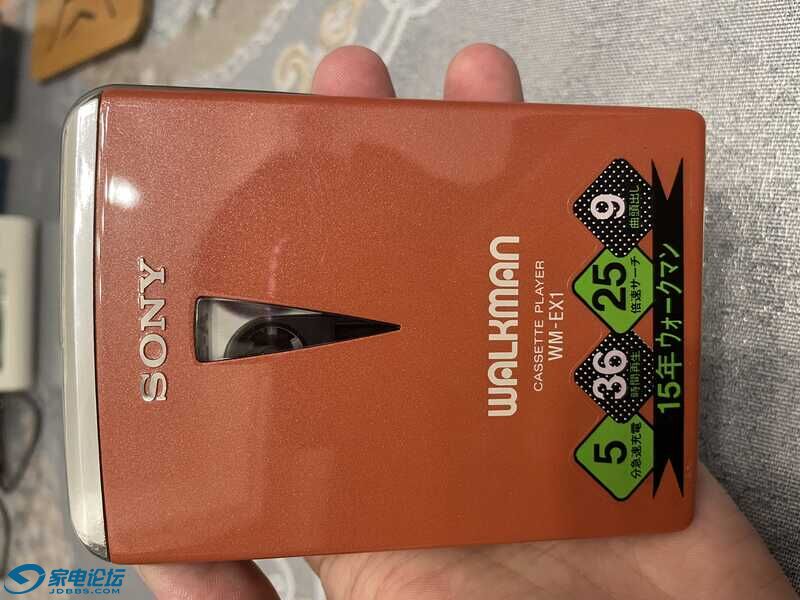 SONY
WALKMAN
CASSETTE PLAYER
WM-EX1
5
分急速充電
36
時間再生
25
倍速サーチ
9
曲頭出し
15年ウォークマン
家电论坛
JDBBS.COM